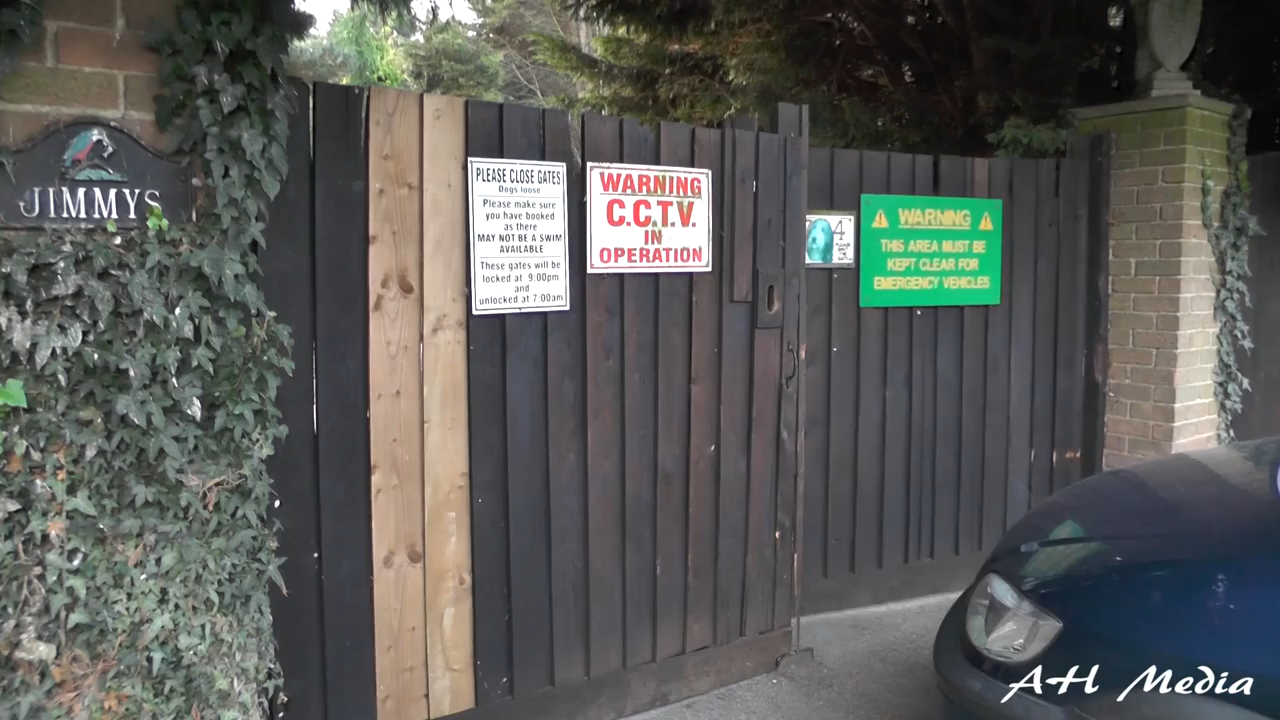 JIMMYS
PLEASE CLOSE GATES
Dogs loose
Please make sure
you have booked
as there
MAY NOT BE A SWIM
AVAILABLE
These gates will be
locked at 9:00pm
and
unlocked at 7:00am
WARNING
C.C.T.V.
IN
OPERATION
4
WARNING
THIS AREA MUST BE
KEPT CLEAR FOR
EMERGENCY VEHICLES
AH Media